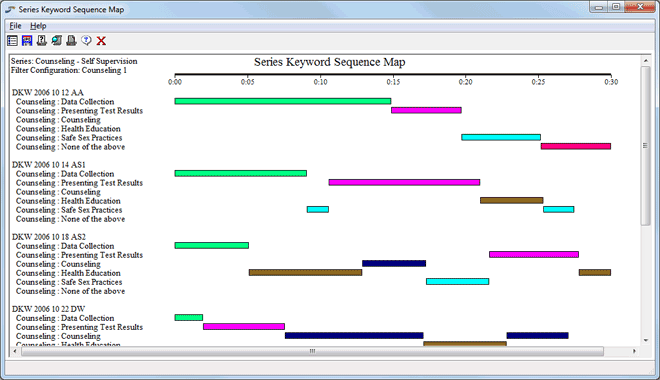 Series Keyword Sequence Map
File Help
Series: Counseling - Self Supervision
Filter Configuration: Counseling 1
Series Keyword Sequence Map
0:00 0:05 0:10 0:15 0:20 0:25 0:30
DKW 2006 10 12 AA
Counseling : Data Collection
Counseling : Presenting Test Results
Counseling : Counseling
Counseling : Health Education
Counseling : Safe Sex Practices
Counseling : None of the above
DKW 2006 10 14 AS1
Counseling : Data Collection
Counseling : Presenting Test Results
Counseling : Counseling
Counseling : Health Education
Counseling : Safe Sex Practices
Counseling : None of the above
DKW 2006 10 18 AS2
Counseling : Data Collection
Counseling : Presenting Test Results
Counseling : Counseling
Counseling : Health Education
Counseling : Safe Sex Practices
Counseling : None of the above
DKW 2006 10 22 DW
Counseling : Data Collection
Counseling : Presenting Test Results
Counseling : Counseling
Counseling : Health Education